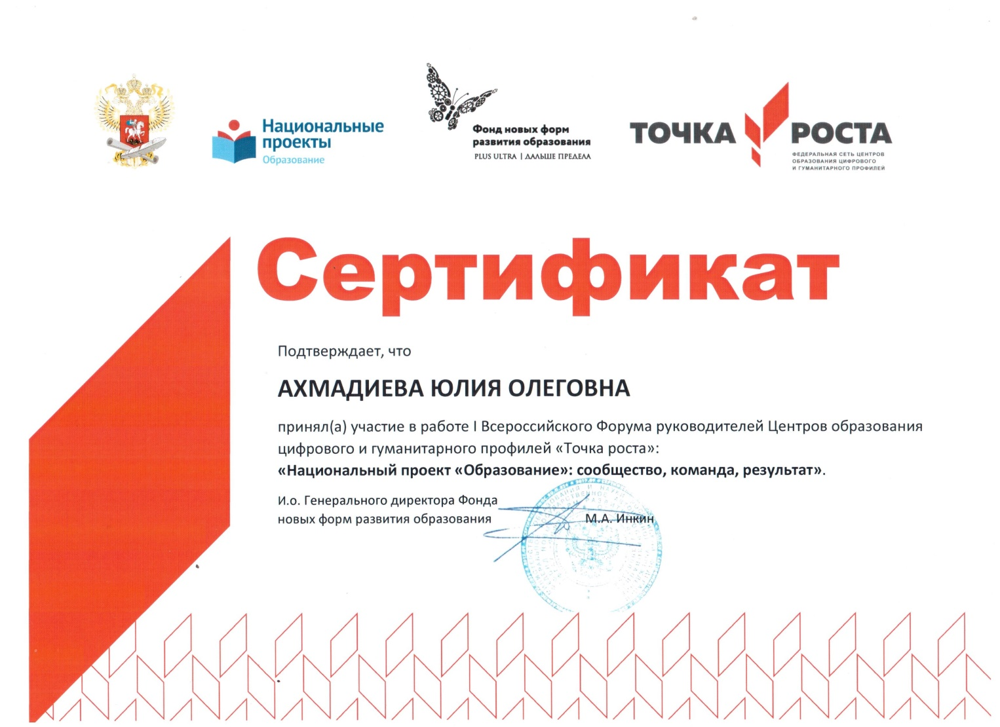 Национальные
проекты
Образование
Фонд новых форм
развития образования
PLUS ULTRA | ДАЛЬШЕ ПРЕДЕЛА
ТОЧКА РОСТА
ФЕДЕРАЛЬНАЯ СЕТЬ ЦЕНТРОВ
ОБРАЗОВАНИЯ ЦИФРОВОГО
И ГУМАНИТАРНОГО ПРОФИЛЕЙ
Сертификат
Подтверждает, что
АХМАДИЕВА ЮЛИЯ ОЛЕГОВНА
принял(а) участие в работе I Всероссийского Форума руководителей Центров образования
цифрового и гуманитарного профилей «Точка роста»:
«Национальный проект «Образование»: сообщество, команда, результат».
И.о. Генерального директора Фонда
новых форм развития образования
М.А. Инкин